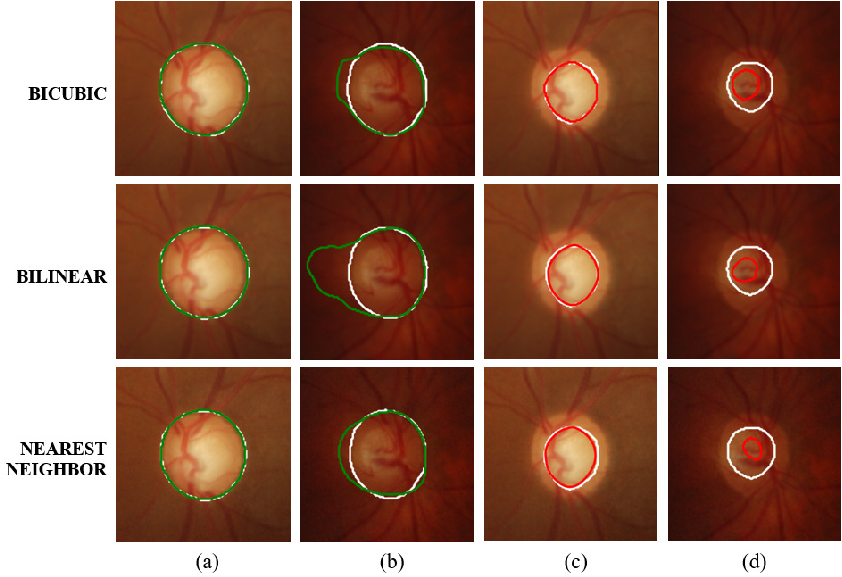 BICUBIC
BILINEAR
NEAREST
NEIGHBOR
(a) (b) (c) (d)